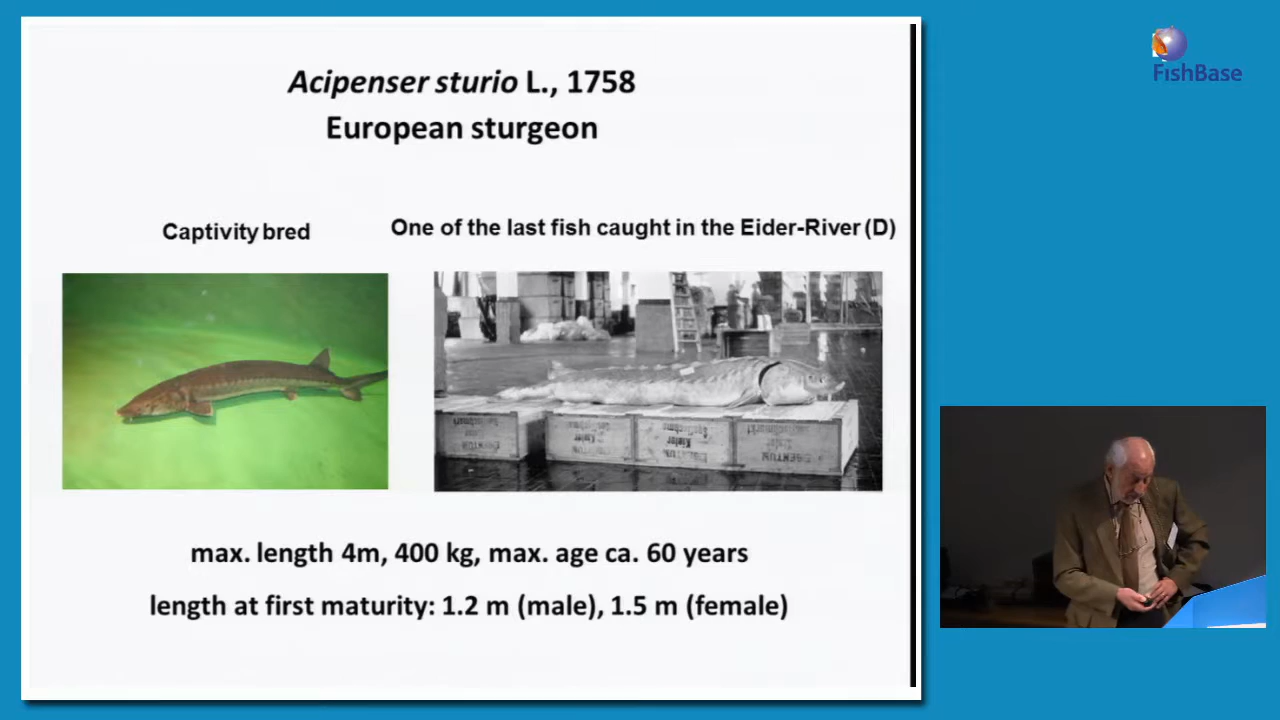 FishBase
Acipenser sturio L., 1758
European sturgeon
Captivity bred
One of the last fish caught in the Eider-River (D)
max. length 4m, 400 kg, max. age ca. 60 years
length at first maturity: 1.2 m (male), 1.5 m (female)